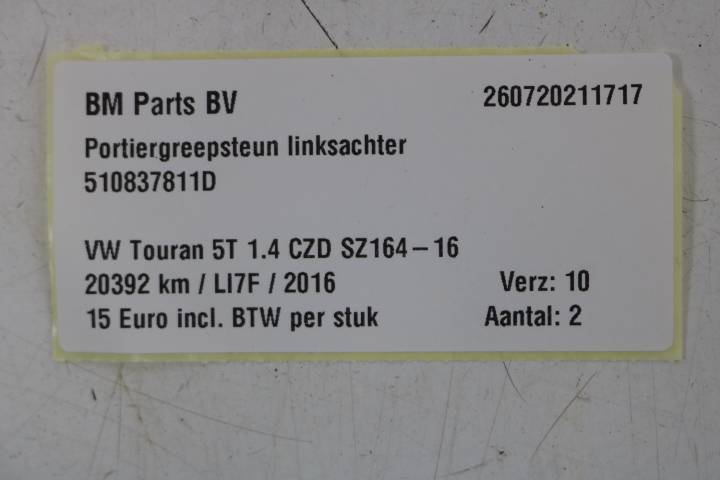 BM Parts BV 260720211717
Portiergreepsteun linksachter
510837811D
VW Touran 5T 1.4 CZD SZ164-16
20392 km / LI7F / 2016 Verz: 10
15 Euro incl. BTW per stuk Aantal: 2